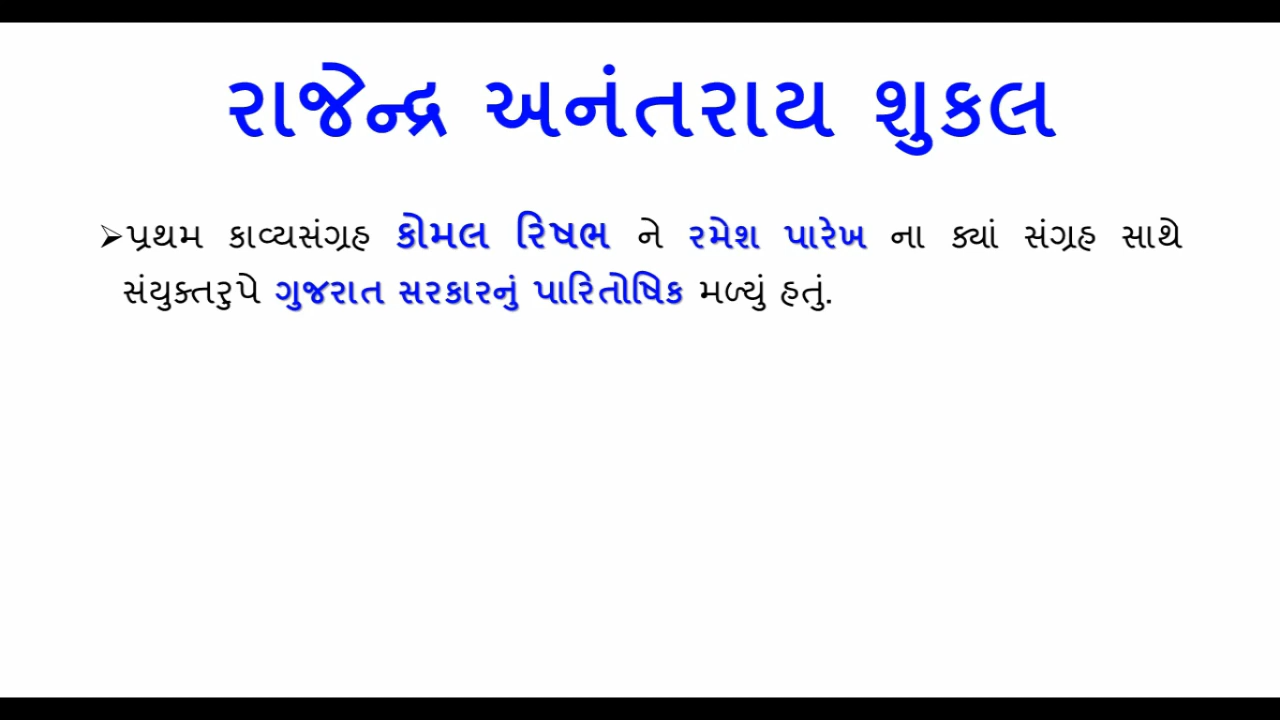 રાજેન્દ્ર અનંતરાય શુકલ
➢પ્રથમ કાવ્યસંગ્રહ કોમલ રિષભ ને રમેશ પારેખ ના ક્યાં સંગ્રહ સાથે
સંયુક્તરુપે ગુજરાત સરકારનું પારિતોષિક મળ્યું હતું.